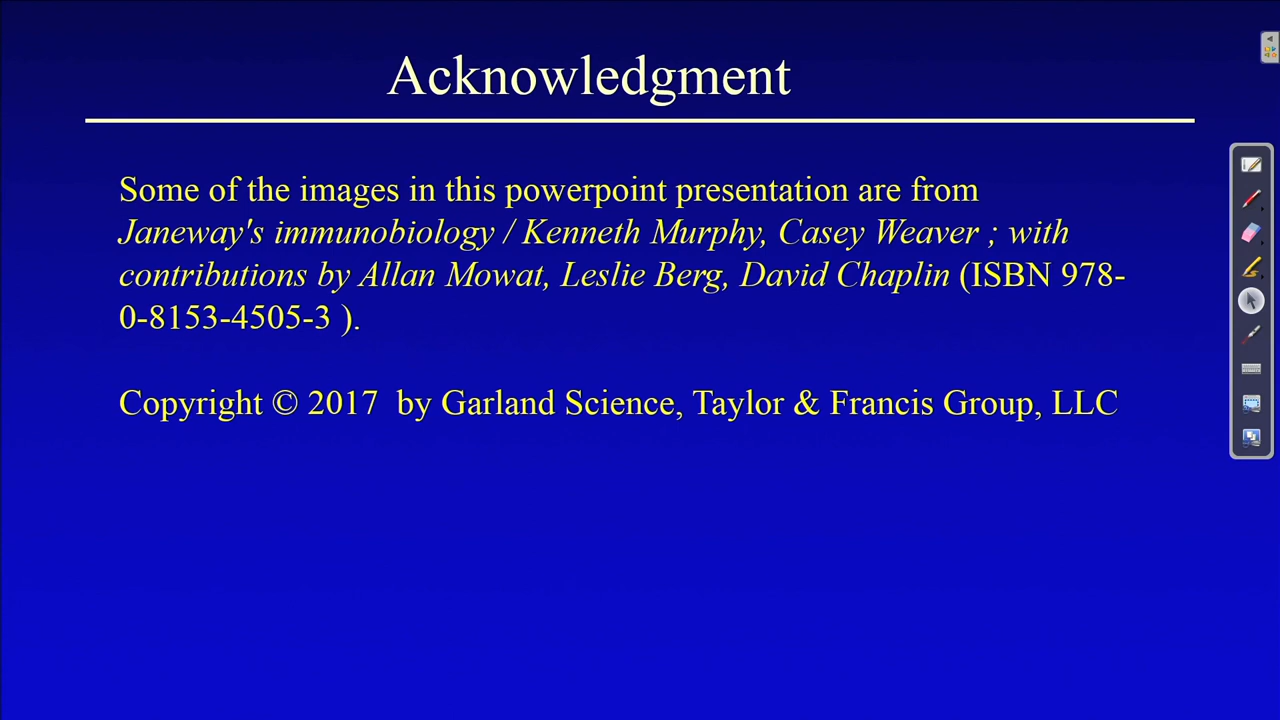 Acknowledgment
Some of the images in this powerpoint presentation are from
Janeway's immunobiology / Kenneth Murphy, Casey Weaver ; with
contributions by Allan Mowat, Leslie Berg, David Chaplin (ISBN 978-
0-8153-4505-3 ).
Copyright © 2017  by Garland Science, Taylor & Francis Group, LLC